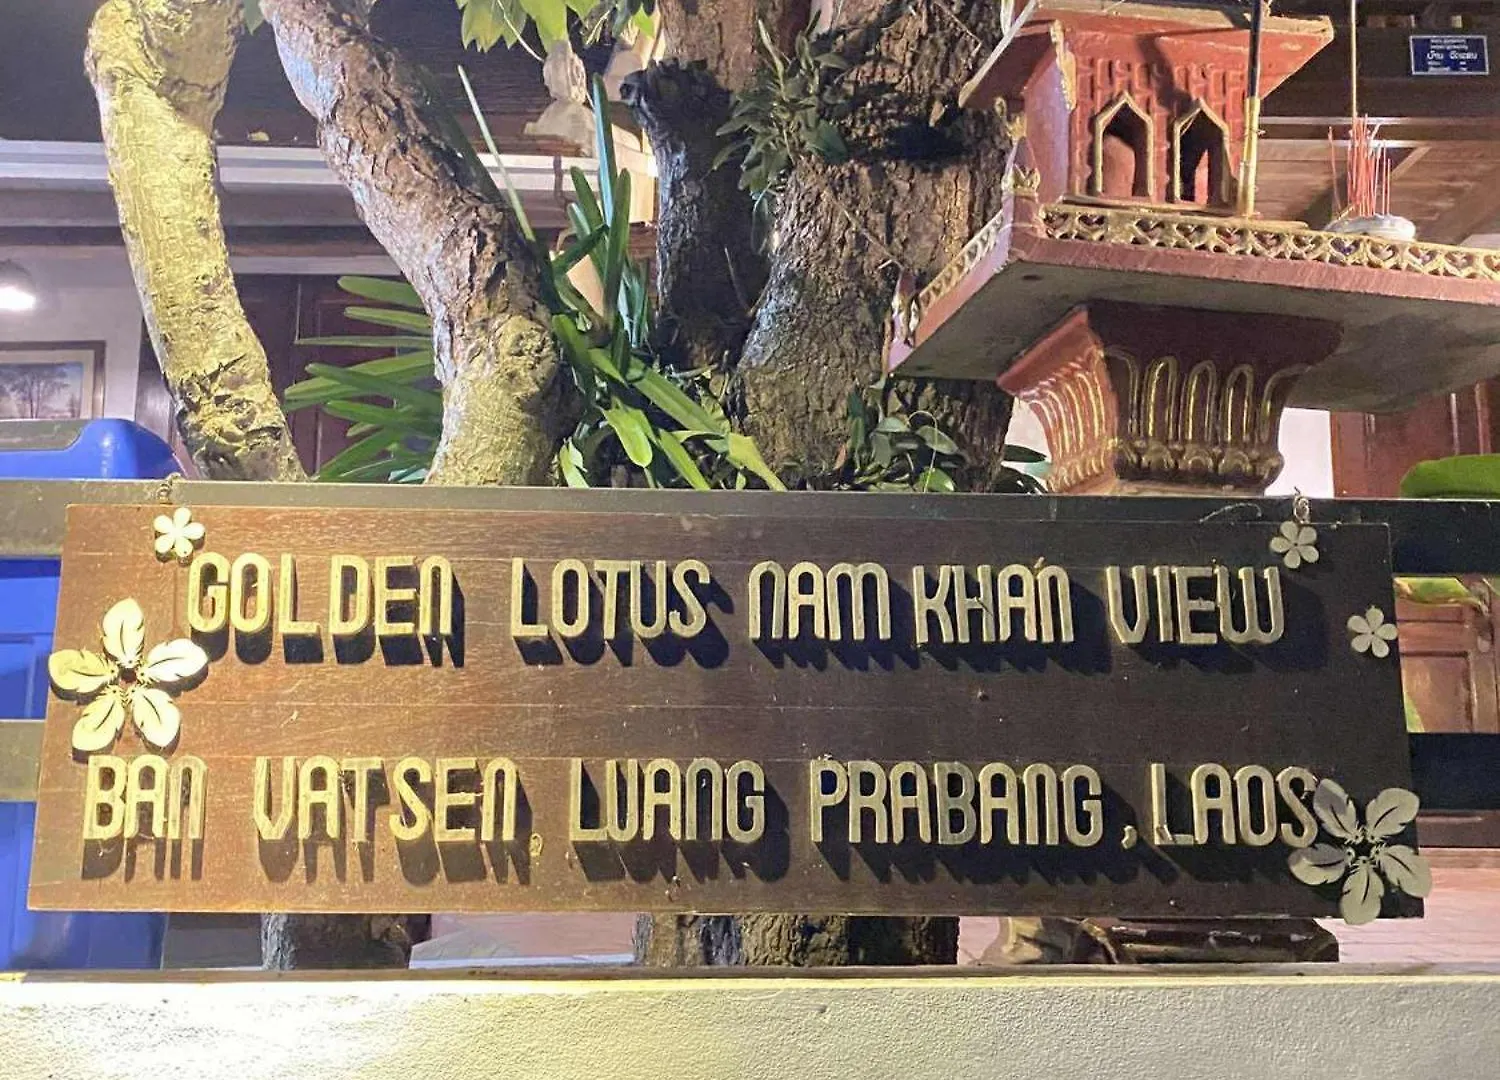 GOLDEN LOTUS NAM KHAN VIEW
BAN VATSEN, LUANG PRABANG, LAOS